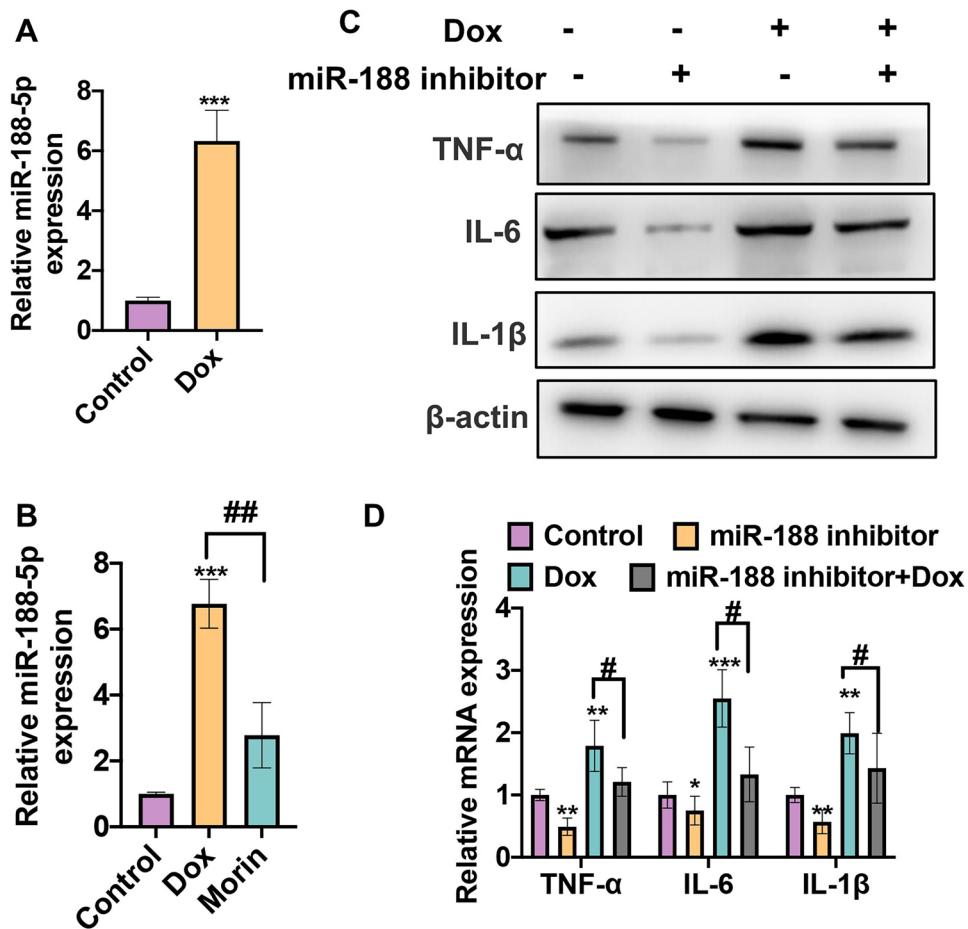 A
Relative miR-188-5p
expression
8
6
4
2
0
***
Control
Dox
C
Dox - - + +
miR-188 inhibitor - + - +
TNF-α
IL-6
IL-1β
β-actin
B
Relative miR-188-5p
expression
8
6
4
2
0
##
***
Control
Dox
Morin
D
Control
miR-188 inhibitor
Dox
miR-188 inhibitor+Dox
Relative mRNA expression
4
3
2
1
0
** ** #
* *** #
** ** #
TNF-α IL-6 IL-1β